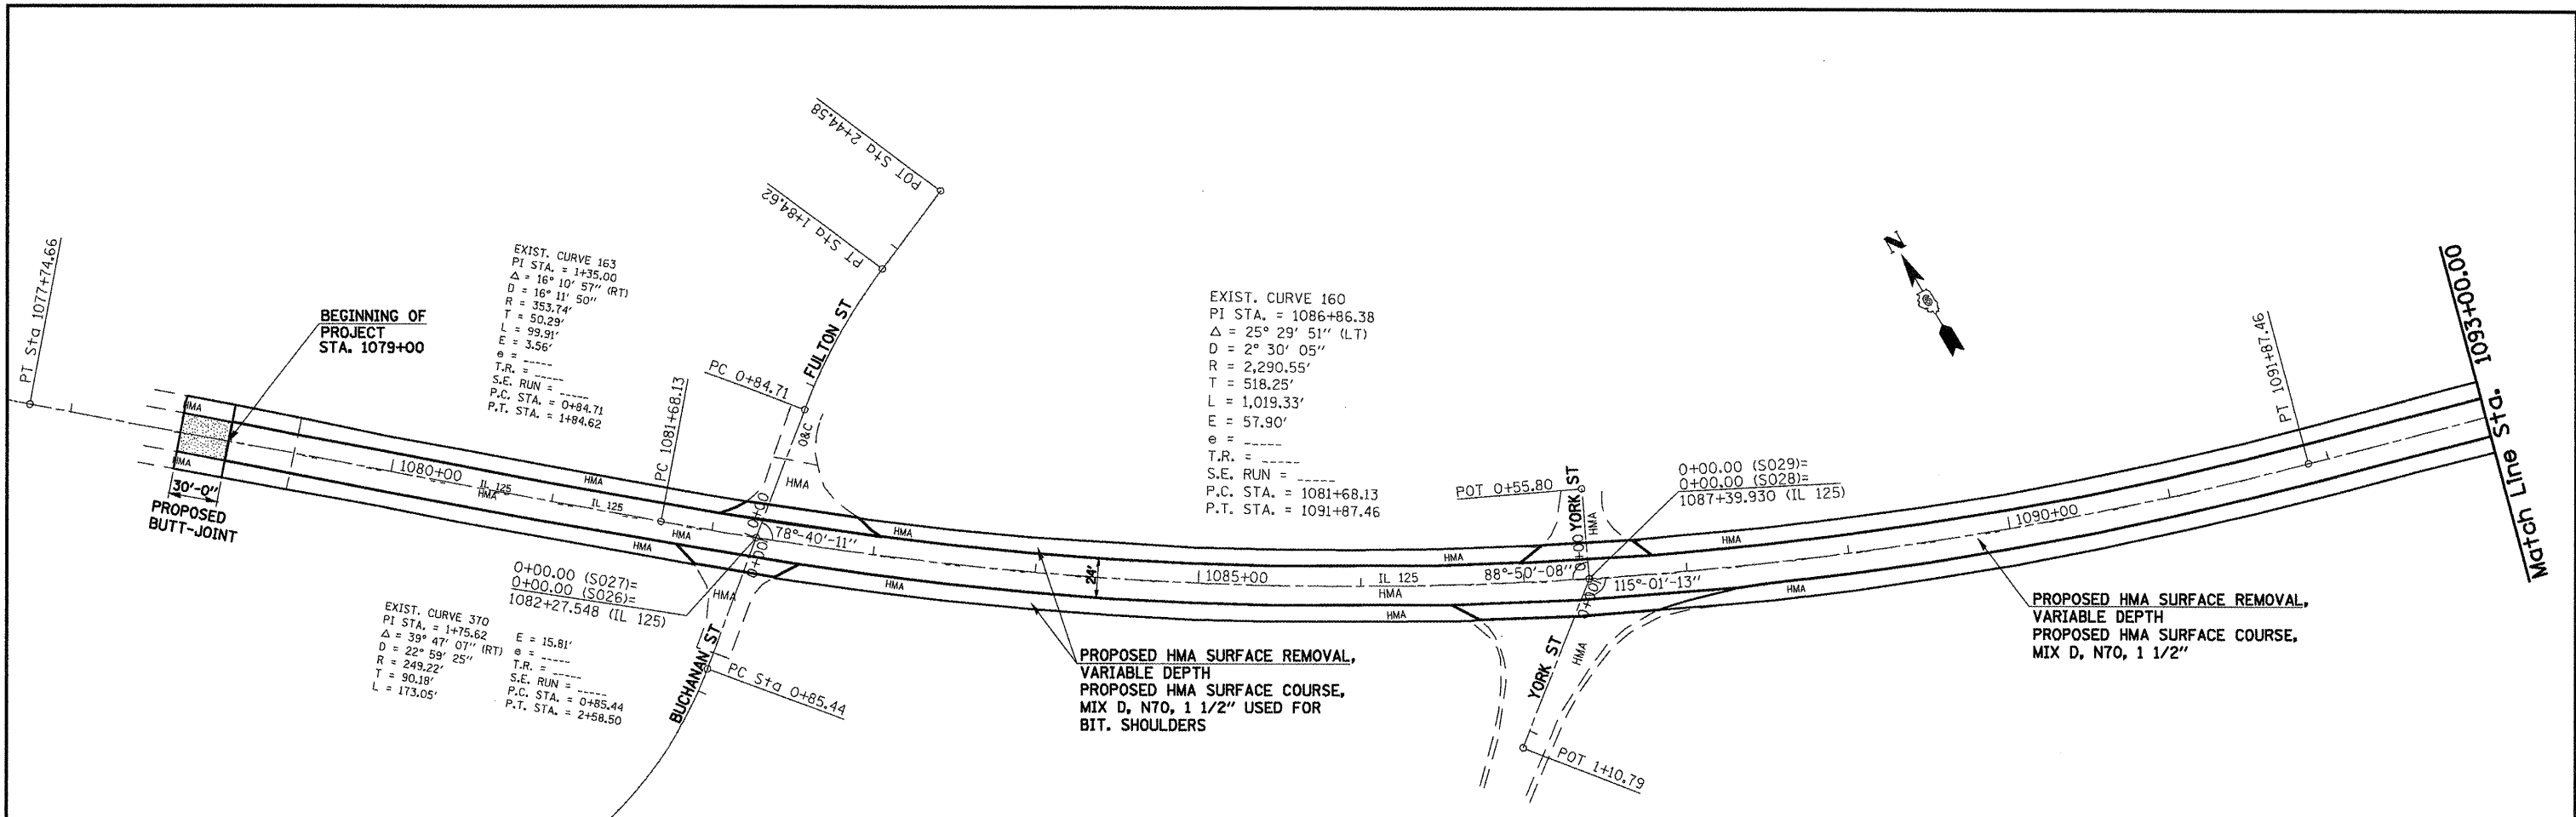 PT Sta 1077+74.66
BEGINNING OF
PROJECT
STA. 1079+00
EXIST. CURVE 163
PI STA. = 1+35.00
Δ = 16° 10' 57" (RT)
D = 16° 11' 50"
R = 353.74'
T = 50.29'
L = 99.91'
E = 3.56'
e = -----
T.R. = -----
S.E. RUN = -----
P.C. STA. = 0+84.71
P.T. STA. = 1+84.62
POT Sta 2+44.58
PT Sta 1+84.62
FULTON ST
PC 0+84.71
PC 1081+68.13
O&C
HMA
HMA
HMA
30'-0"
PROPOSED
BUTT-JOINT
1080+00
IL 125
HMA
HMA
IL 125
HMA
HMA
0+00
0+00
78°-40'-11"
HMA
HMA
0+00.00 (S027)=
0+00.00 (S026)=
1082+27.548 (IL 125)
EXIST. CURVE 370
PI STA. = 1+75.62
Δ = 39° 47' 07" (RT)
D = 22° 59' 25"
R = 249.22'
T = 90.18'
L = 173.05'
E = 15.81'
e = -----
T.R. = -----
S.E. RUN = -----
P.C. STA. = 0+85.44
P.T. STA. = 2+58.50
BUCHANAN ST
PC Sta 0+85.44
HMA
24'
PROPOSED HMA SURFACE REMOVAL,
VARIABLE DEPTH
PROPOSED HMA SURFACE COURSE,
MIX D, N70, 1 1/2" USED FOR
BIT. SHOULDERS
EXIST. CURVE 160
PI STA. = 1086+86.38
Δ = 25° 29' 51" (LT)
D = 2° 30' 05"
R = 2,290.55'
T = 518.25'
L = 1,019.33'
E = 57.90'
e = -----
T.R. = -----
S.E. RUN = -----
P.C. STA. = 1081+68.13
P.T. STA. = 1091+87.46
1085+00
IL 125
HMA
HMA
HMA
POT 0+55.80
YORK ST
HMA
0+00
0+00
88°-50'-08"
115°-01'-13"
0+00.00 (S029)=
0+00.00 (S028)=
1087+39.930 (IL 125)
HMA
HMA
YORK ST
HMA
POT 1+10.79
N
1090+00
PROPOSED HMA SURFACE REMOVAL,
VARIABLE DEPTH
PROPOSED HMA SURFACE COURSE,
MIX D, N70, 1 1/2"
PT 1091+87.46
Match Line Sta. 1093+00.00